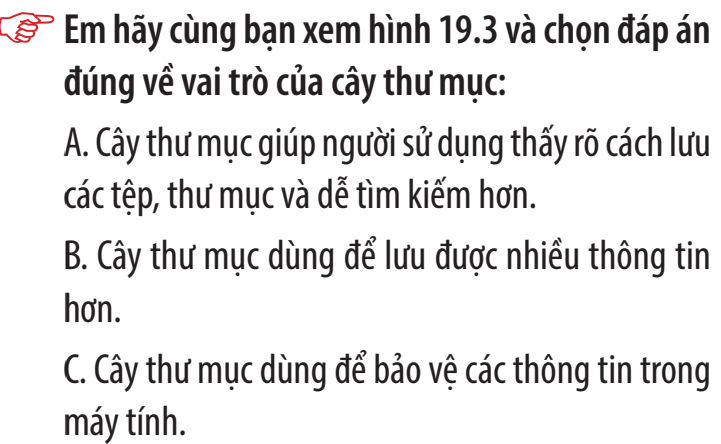 Em hãy cùng bạn xem hình 19.3 và chọn đáp án
đúng về vai trò của cây thư mục:
A. Cây thư mục giúp người sử dụng thấy rõ cách lưu
các tệp, thư mục và dễ tìm kiếm hơn.
B. Cây thư mục dùng để lưu được nhiều thông tin
hơn.
C. Cây thư mục dùng để bảo vệ các thông tin trong
máy tính.